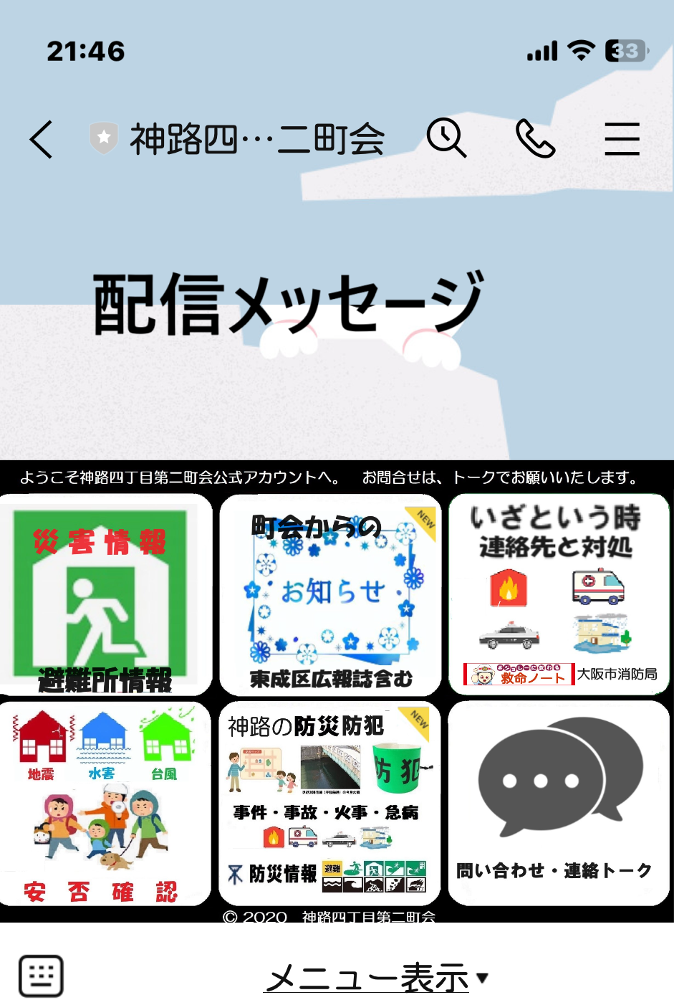 21:46
33
神路四…二町会
配信メッセージ
ようこそ神路四丁目第二町会公式アカウントへ。 お問合せは、トークでお願いいたします。
災害情報
避難所情報
町会からの
NEW
お知らせ
東成区広報誌含む
いざという時
連絡先と対処
救命ノート
大阪市消防局
地震 水害 台風
安否確認
神路の防災防犯
NEW
防犯
事件・事故・火事・急病
防災情報
避難
問い合わせ・連絡トーク
© 2020 神路四丁目第二町会
メニュー表示▼